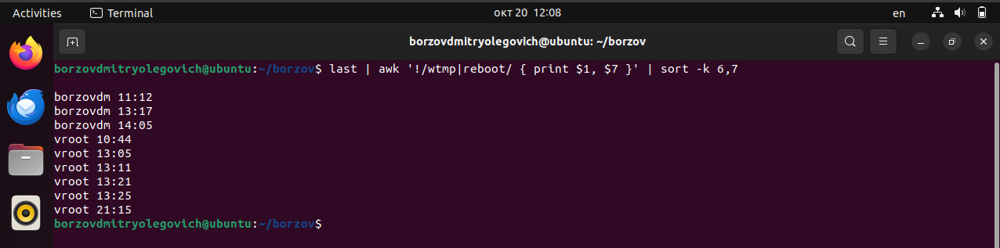 Activities
Terminal
окт 20 12:08
en
borzovdmitryolegovich@ubuntu: ~/borzov
borzovdmitryolegovich@ubuntu:~/borzov$ last | awk '!/wtmp|reboot/ { print $1, $7 }' | sort -k 6,7
borzovdm 11:12
borzovdm 13:17
borzovdm 14:05
vroot 10:44
vroot 13:05
vroot 13:11
vroot 13:21
vroot 13:25
vroot 21:15
borzovdmitryolegovich@ubuntu:~/borzov$